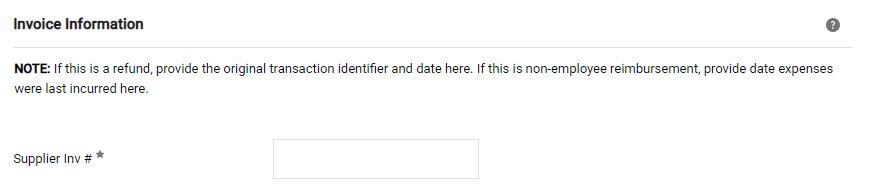 Invoice Information
?
NOTE: If this is a refund, provide the original transaction identifier and date here. If this is non-employee reimbursement, provide date expenses
were last incurred here.
Supplier Inv # ★